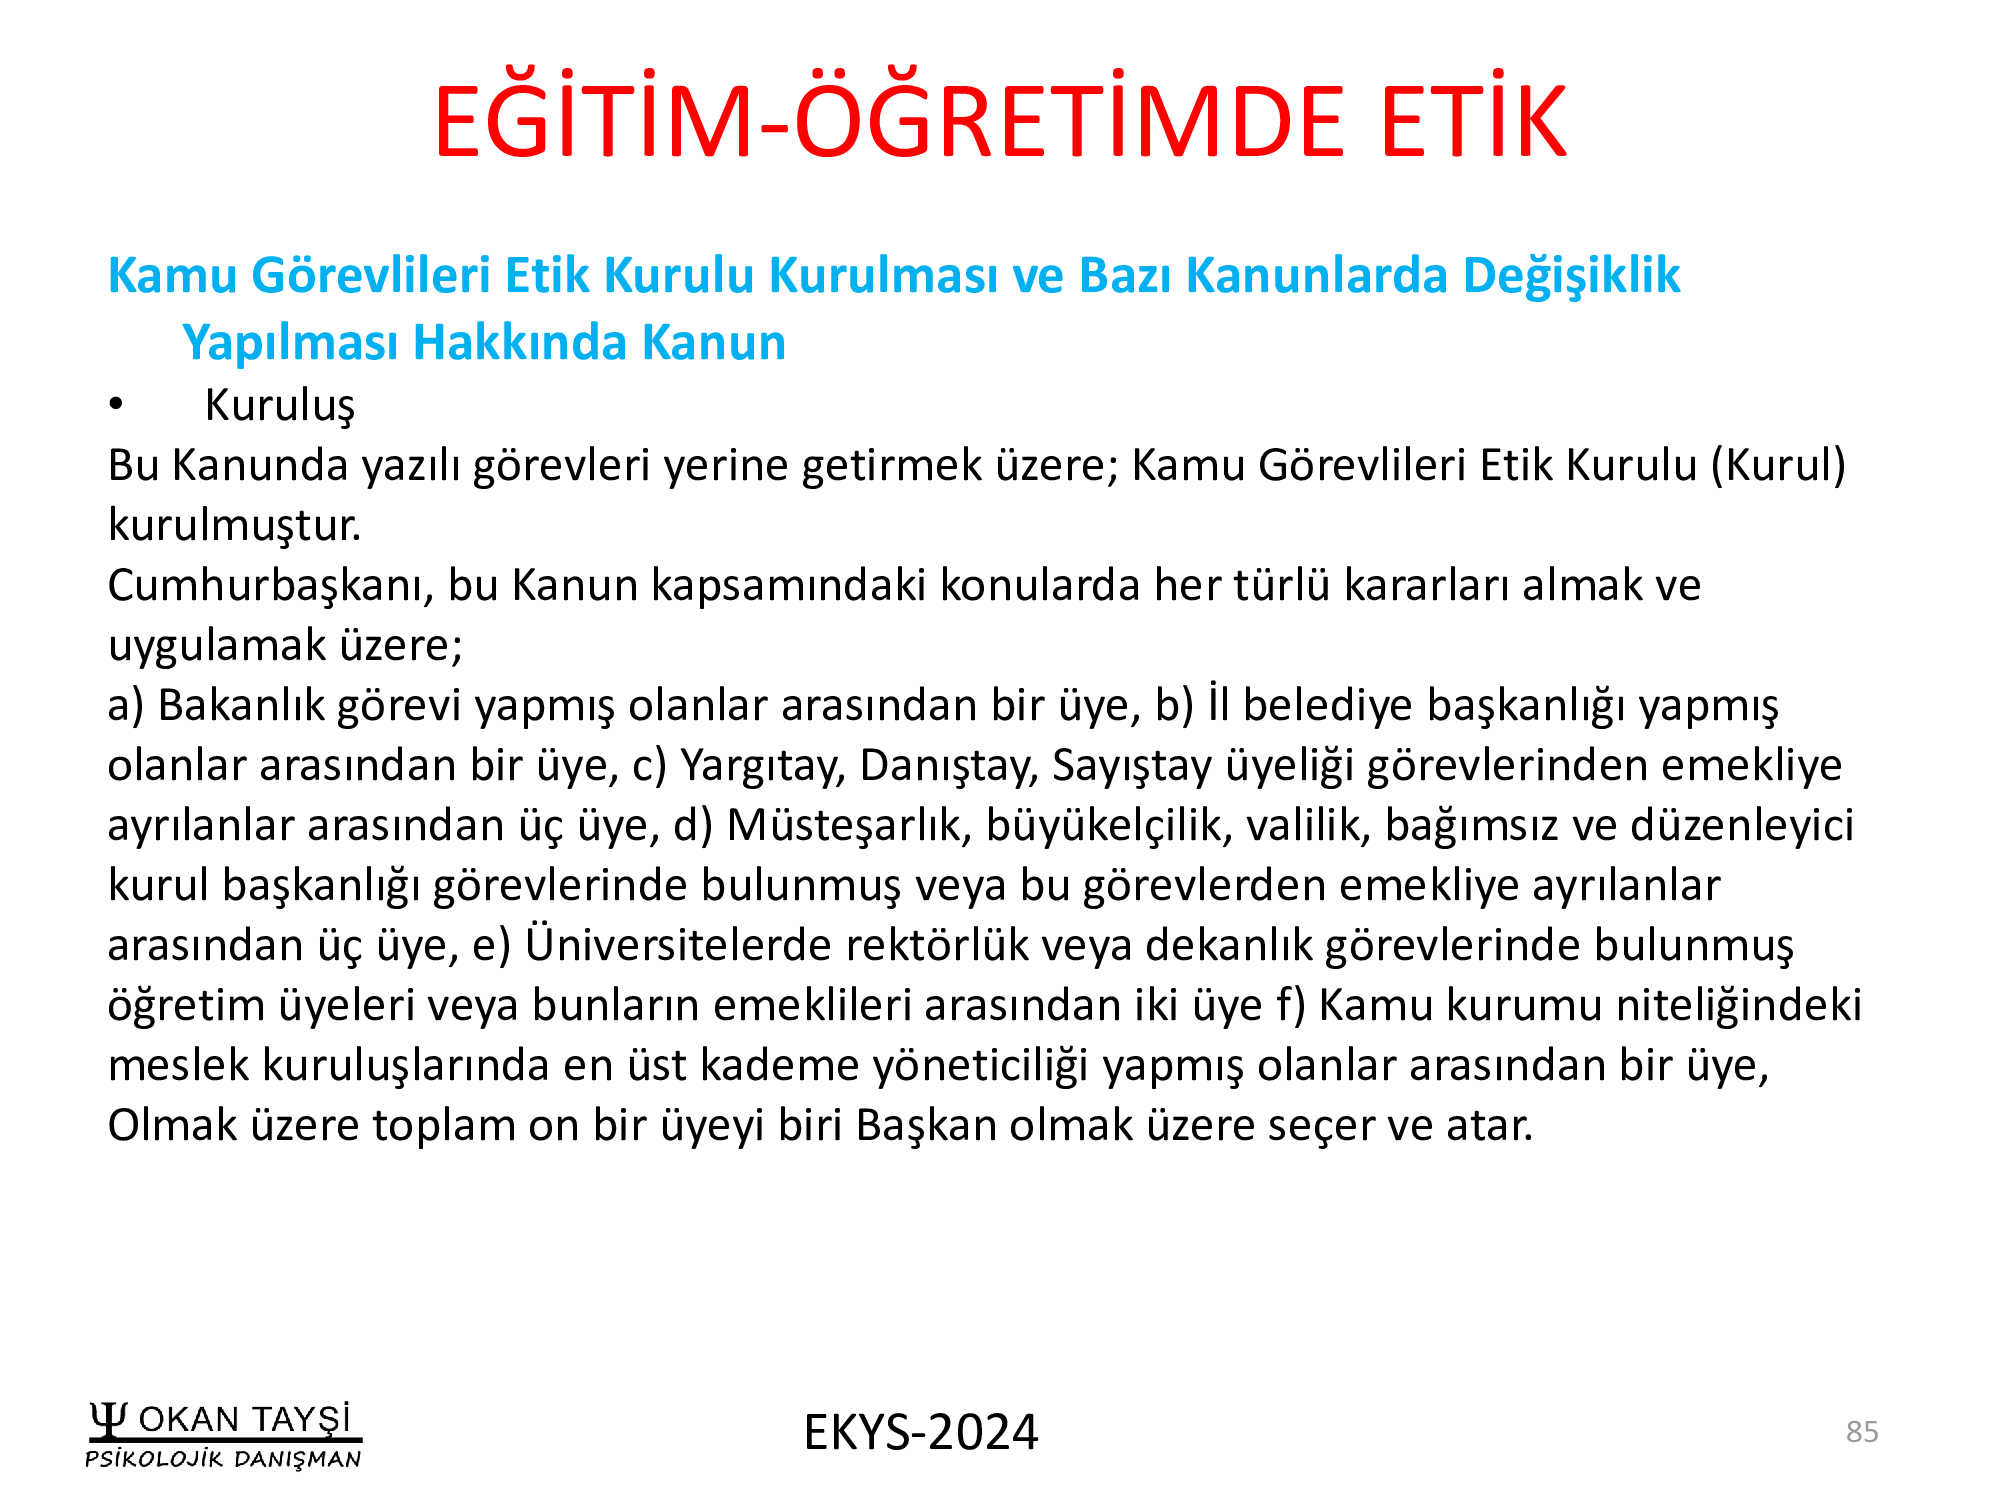 EĞİTİM-ÖĞRETİMDE ETİK
Kamu Görevlileri Etik Kurulu Kurulması ve Bazı Kanunlarda Değişiklik
Yapılması Hakkında Kanun
• Kuruluş
Bu Kanunda yazılı görevleri yerine getirmek üzere; Kamu Görevlileri Etik Kurulu (Kurul)
kurulmuştur.
Cumhurbaşkanı, bu Kanun kapsamındaki konularda her türlü kararları almak ve
uygulamak üzere;
a) Bakanlık görevi yapmış olanlar arasından bir üye, b) İl belediye başkanlığı yapmış
olanlar arasından bir üye, c) Yargıtay, Danıştay, Sayıştay üyeliği görevlerinden emekliye
ayrılanlar arasından üç üye, d) Müsteşarlık, büyükelçilik, valilik, bağımsız ve düzenleyici
kurul başkanlığı görevlerinde bulunmuş veya bu görevlerden emekliye ayrılanlar
arasından üç üye, e) Üniversitelerde rektörlük veya dekanlık görevlerinde bulunmuş
öğretim üyeleri veya bunların emeklileri arasından iki üye f) Kamu kurumu niteliğindeki
meslek kuruluşlarında en üst kademe yöneticiliği yapmış olanlar arasından bir üye,
Olmak üzere toplam on bir üyeyi biri Başkan olmak üzere seçer ve atar.
Ψ OKAN TAYŞİ
PSİKOLOJİK DANIŞMAN
EKYS-2024
85